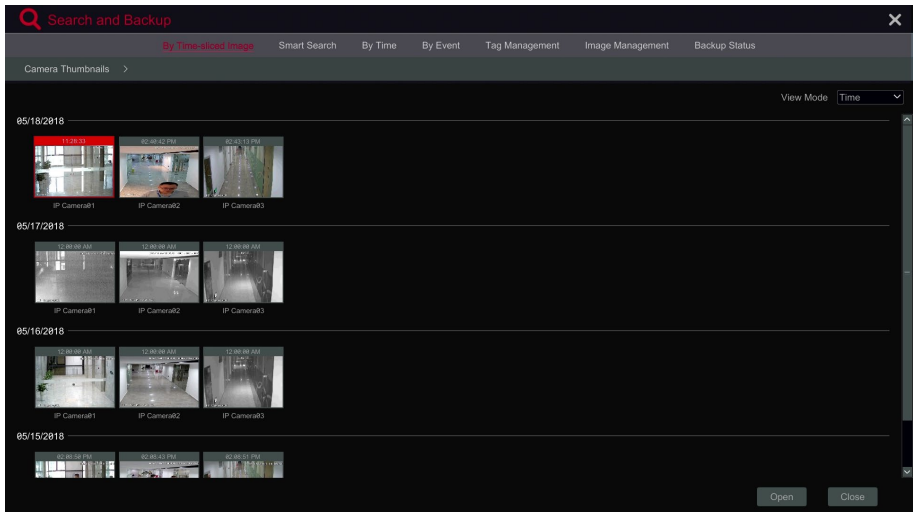 Search and Backup
By Time-sliced Image Smart Search By Time By Event Tag Management Image Management Backup Status
Camera Thumbnails >
View Mode Time
05/18/2018
11:28:33 02:40:42 PM 02:43:13 PM
IP Camera01 IP Camera02 IP Camera03
05/17/2018
12:00:00 AM 12:00:00 AM 12:00:00 AM
IP Camera01 IP Camera02 IP Camera03
05/16/2018
12:00:00 AM 12:00:00 AM 12:00:00 AM
IP Camera01 IP Camera02 IP Camera03
05/15/2018
02:08:50 PM 02:08:43 PM 02:08:51 PM
Open Close